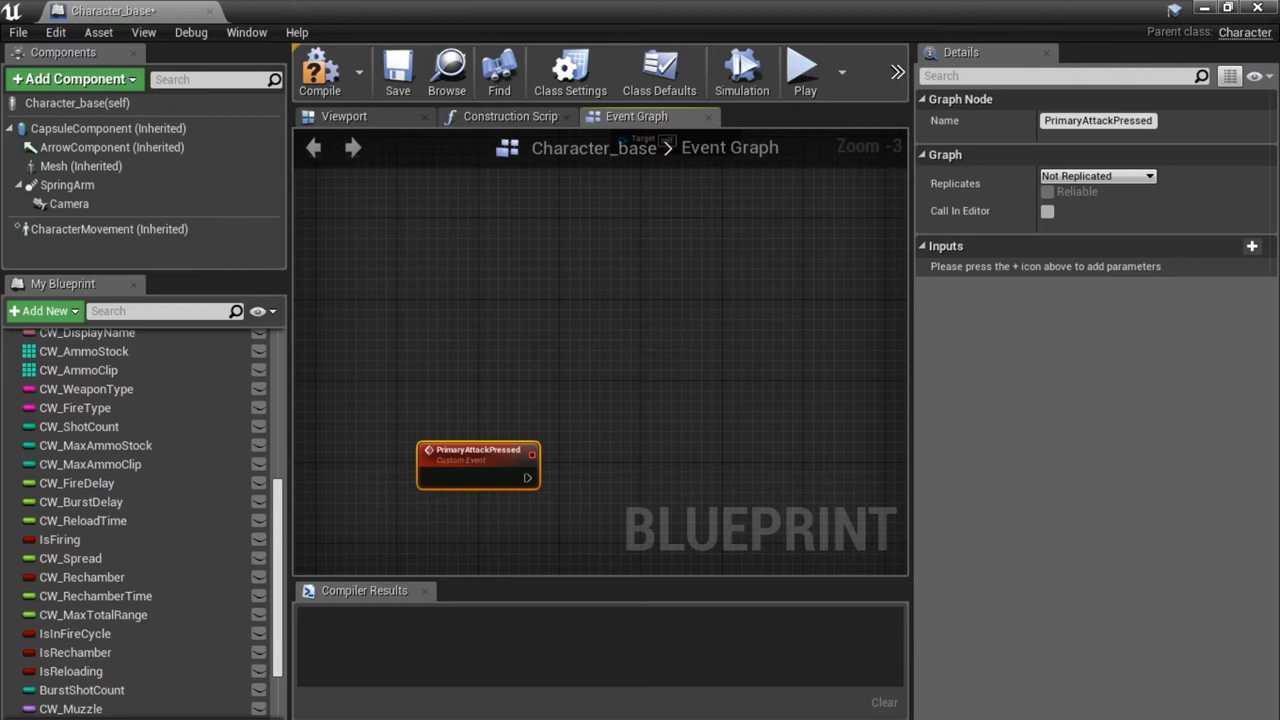 Character_base*
File Edit Asset View Debug Window Help
Parent class: Character
Components
+Add Component
Search
Character_base(self)
CapsuleComponent (Inherited)
ArrowComponent (Inherited)
Mesh (Inherited)
SpringArm
Camera
CharacterMovement (Inherited)
My Blueprint
+Add New
Search
CW_DisplayName
CW_AmmoStock
CW_AmmoClip
CW_WeaponType
CW_FireType
CW_ShotCount
CW_MaxAmmoStock
CW_MaxAmmoClip
CW_FireDelay
CW_BurstDelay
CW_ReloadTime
IsFiring
CW_Spread
CW_Rechamber
CW_RechamberTime
CW_MaxTotalRange
IsInFireCycle
IsRechamber
IsReloading
BurstShotCount
CW_Muzzle
Compile Save Browse Find Class Settings Class Defaults Simulation Play
Viewport Construction Scrip Event Graph
Target self
Character_base > Event Graph
Zoom -3
PrimaryAttackPressed
Custom Event
BLUEPRINT
Compiler Results
Clear
Details
Search
Graph Node
Name PrimaryAttackPressed
Graph
Replicates Not Replicated
Reliable
Call In Editor
Inputs
Please press the + icon above to add parameters